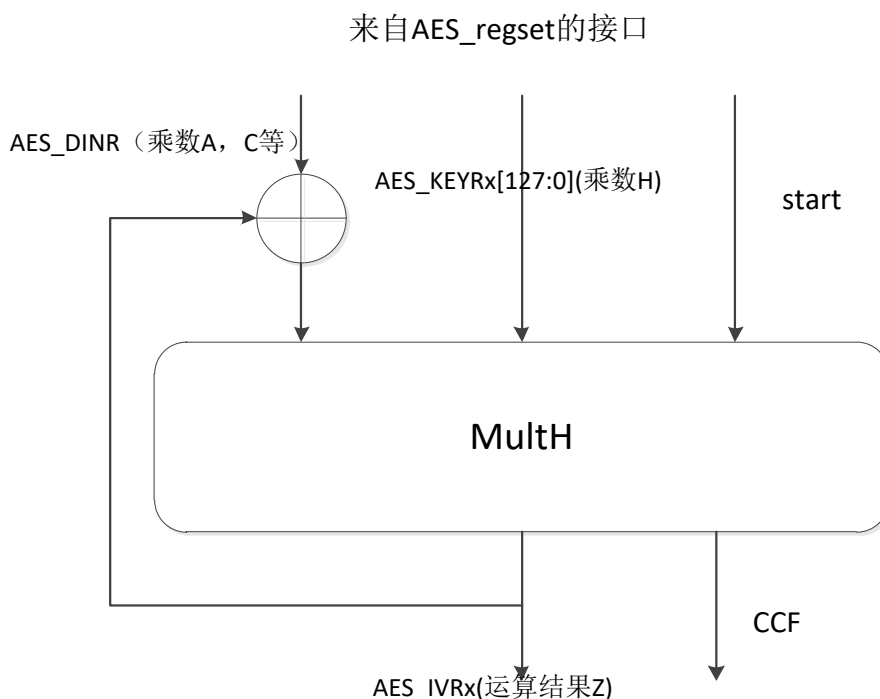 来自AES_regset的接口
AES_DINR（乘数A，C等）
AES_KEYRx[127:0](乘数H)
start
MultH
CCF
AES_IVRx(运算结果Z)